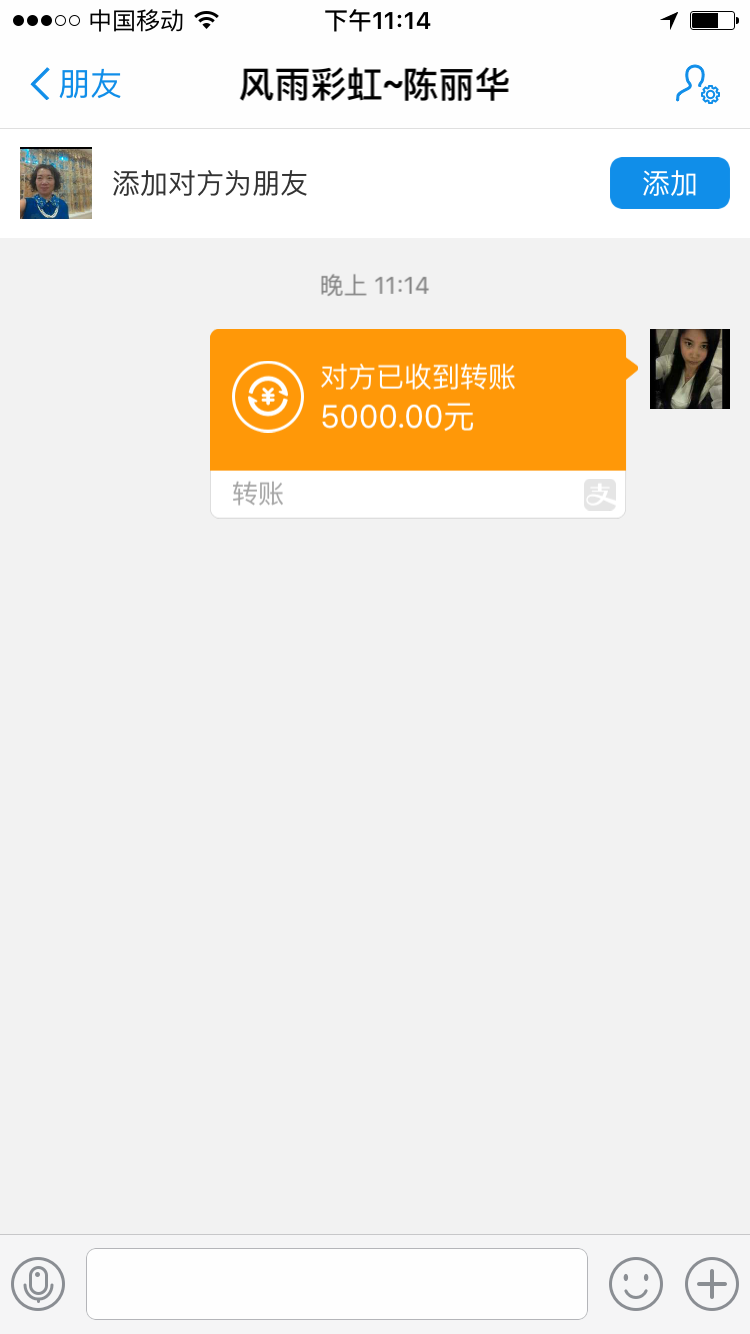 中国移动
下午11:14
朋友
风雨彩虹~陈丽华
添加对方为朋友
添加
晚上 11:14
对方已收到转账
5000.00元
转账
支